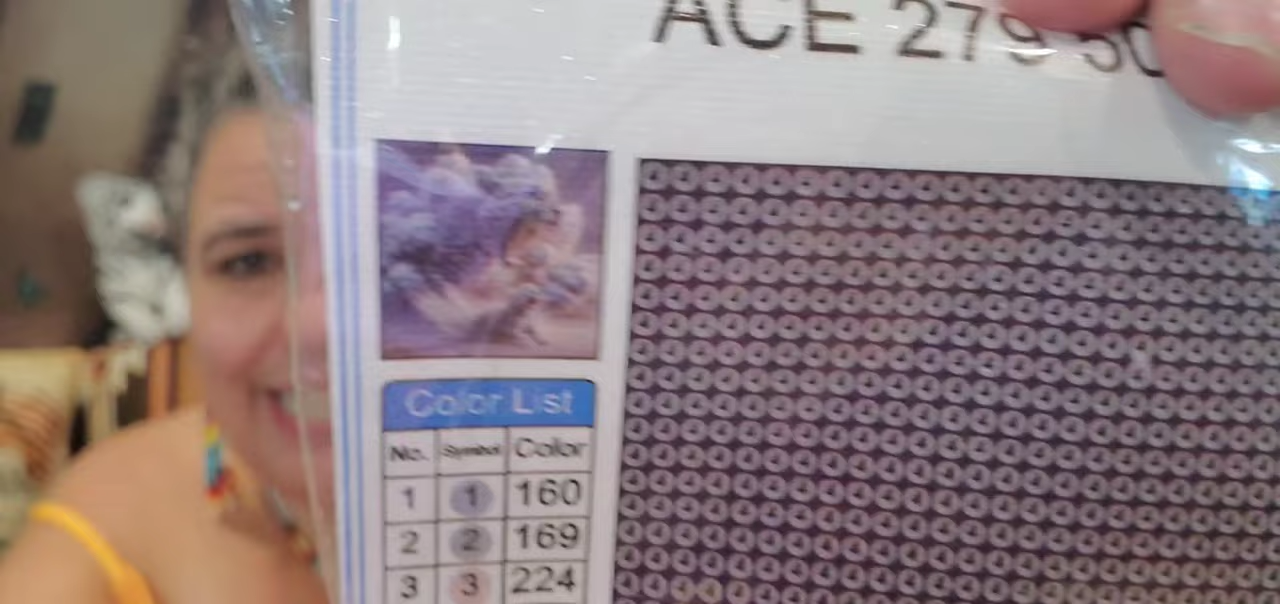 ACE 279
Color List
No. Symbol Color
1 1 160
2 2 169
3 3 224